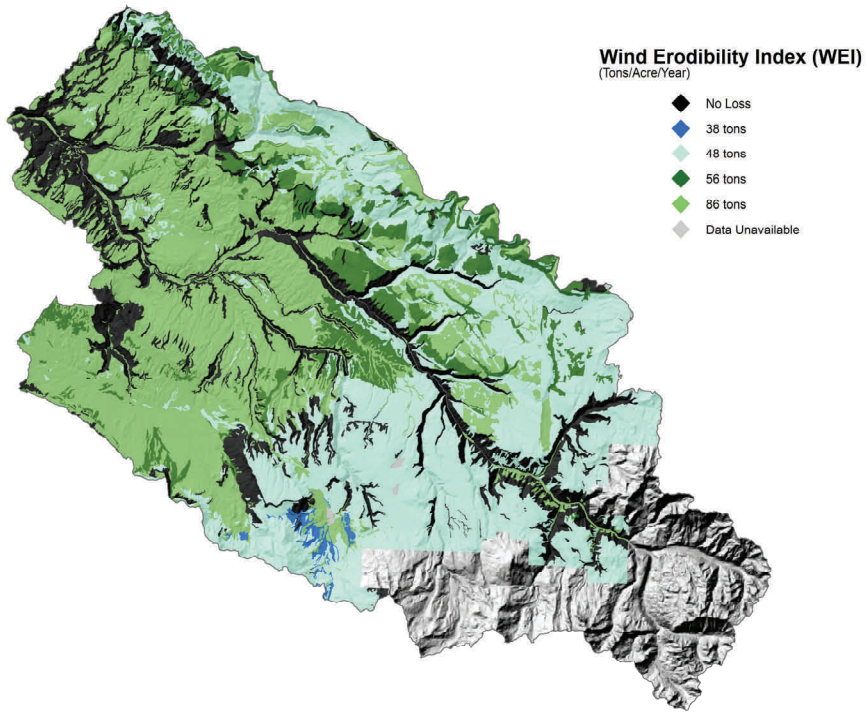 Wind Erodibility Index (WEI)
(Tons/Acre/Year)
No Loss
38 tons
48 tons
56 tons
86 tons
Data Unavailable